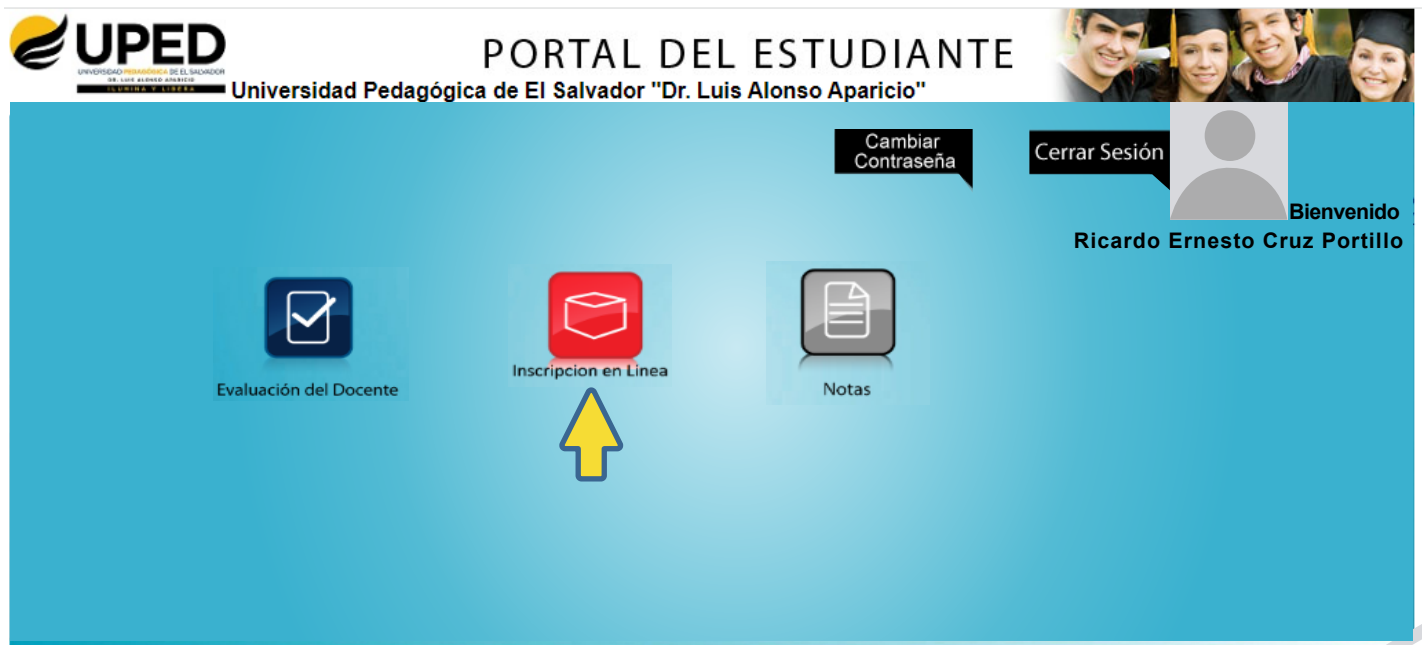 UPED
UNIVERSIDAD PEDAGÓGICA DE EL SALVADOR
DR. LUIS ALONSO APARICIO
ILUMINA Y LIBERA
PORTAL DEL ESTUDIANTE
Universidad Pedagógica de El Salvador "Dr. Luis Alonso Aparicio"
Cambiar
Contraseña
Cerrar Sesión
Bienvenido
Ricardo Ernesto Cruz Portillo
Evaluación del Docente
Inscripcion en Linea
Notas